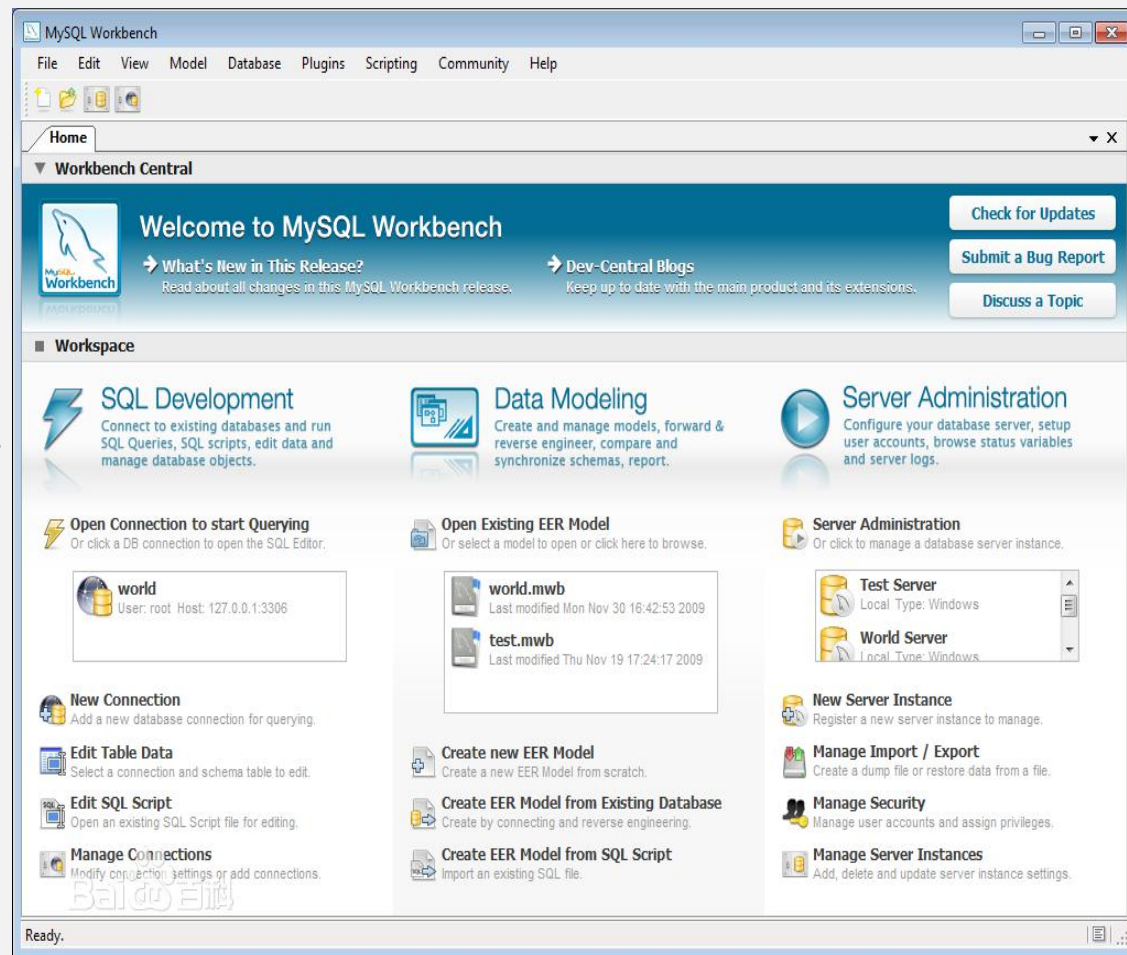 MySQL Workbench
File Edit View Model Database Plugins Scripting Community Help
Home
Workbench Central
MySQL
Workbench
Welcome to MySQL Workbench
What's New in This Release?
Read about all changes in this MySQL Workbench release.
Dev-Central Blogs
Keep up to date with the main product and its extensions.
Check for Updates
Submit a Bug Report
Discuss a Topic
Workspace
SQL Development
Connect to existing databases and run
SQL Queries, SQL scripts, edit data and
manage database objects.
Open Connection to start Querying
Or click a DB connection to open the SQL Editor.
world
User: root Host: 127.0.0.1:3306
New Connection
Add a new database connection for querying.
Edit Table Data
Select a connection and schema table to edit.
Edit SQL Script
Open an existing SQL Script file for editing.
Manage Connections
Modify connection settings or add connections.
Data Modeling
Create and manage models, forward &
reverse engineer, compare and
synchronize schemas, report.
Open Existing EER Model
Or select a model to open or click here to browse.
world.mwb
Last modified Mon Nov 30 16:42:53 2009
test.mwb
Last modified Thu Nov 19 17:24:17 2009
Create new EER Model
Create a new EER Model from scratch.
Create EER Model from Existing Database
Create by connecting and reverse engineering.
Create EER Model from SQL Script
Import an existing SQL file.
Server Administration
Configure your database server, setup
user accounts, browse status variables
and server logs.
Server Administration
Or click to manage a database server instance.
Test Server
Local Type: Windows
World Server
Local Type: Windows
New Server Instance
Register a new server instance to manage.
Manage Import / Export
Create a dump file or restore data from a file.
Manage Security
Manage user accounts and assign privileges.
Manage Server Instances
Add, delete and update server instance settings.
Bai百科
Ready.